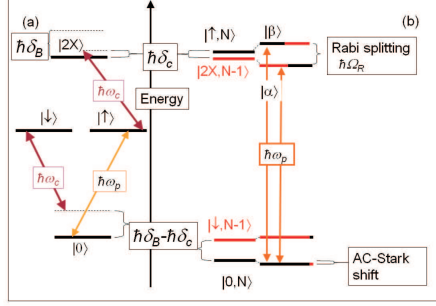 (a)
ħδ_B
|2X⟩
ħδ_c
|↑,N⟩
|β⟩
(b)
|2X,N-1⟩
Rabi splitting
ħΩ_R
ħω_c
Energy
|α⟩
|↓⟩
|↑⟩
ħω_c
ħω_p
ħω_p
|0⟩
ħδ_B-ħδ_c
|↓,N-1⟩
|0,N⟩
AC-Stark
shift